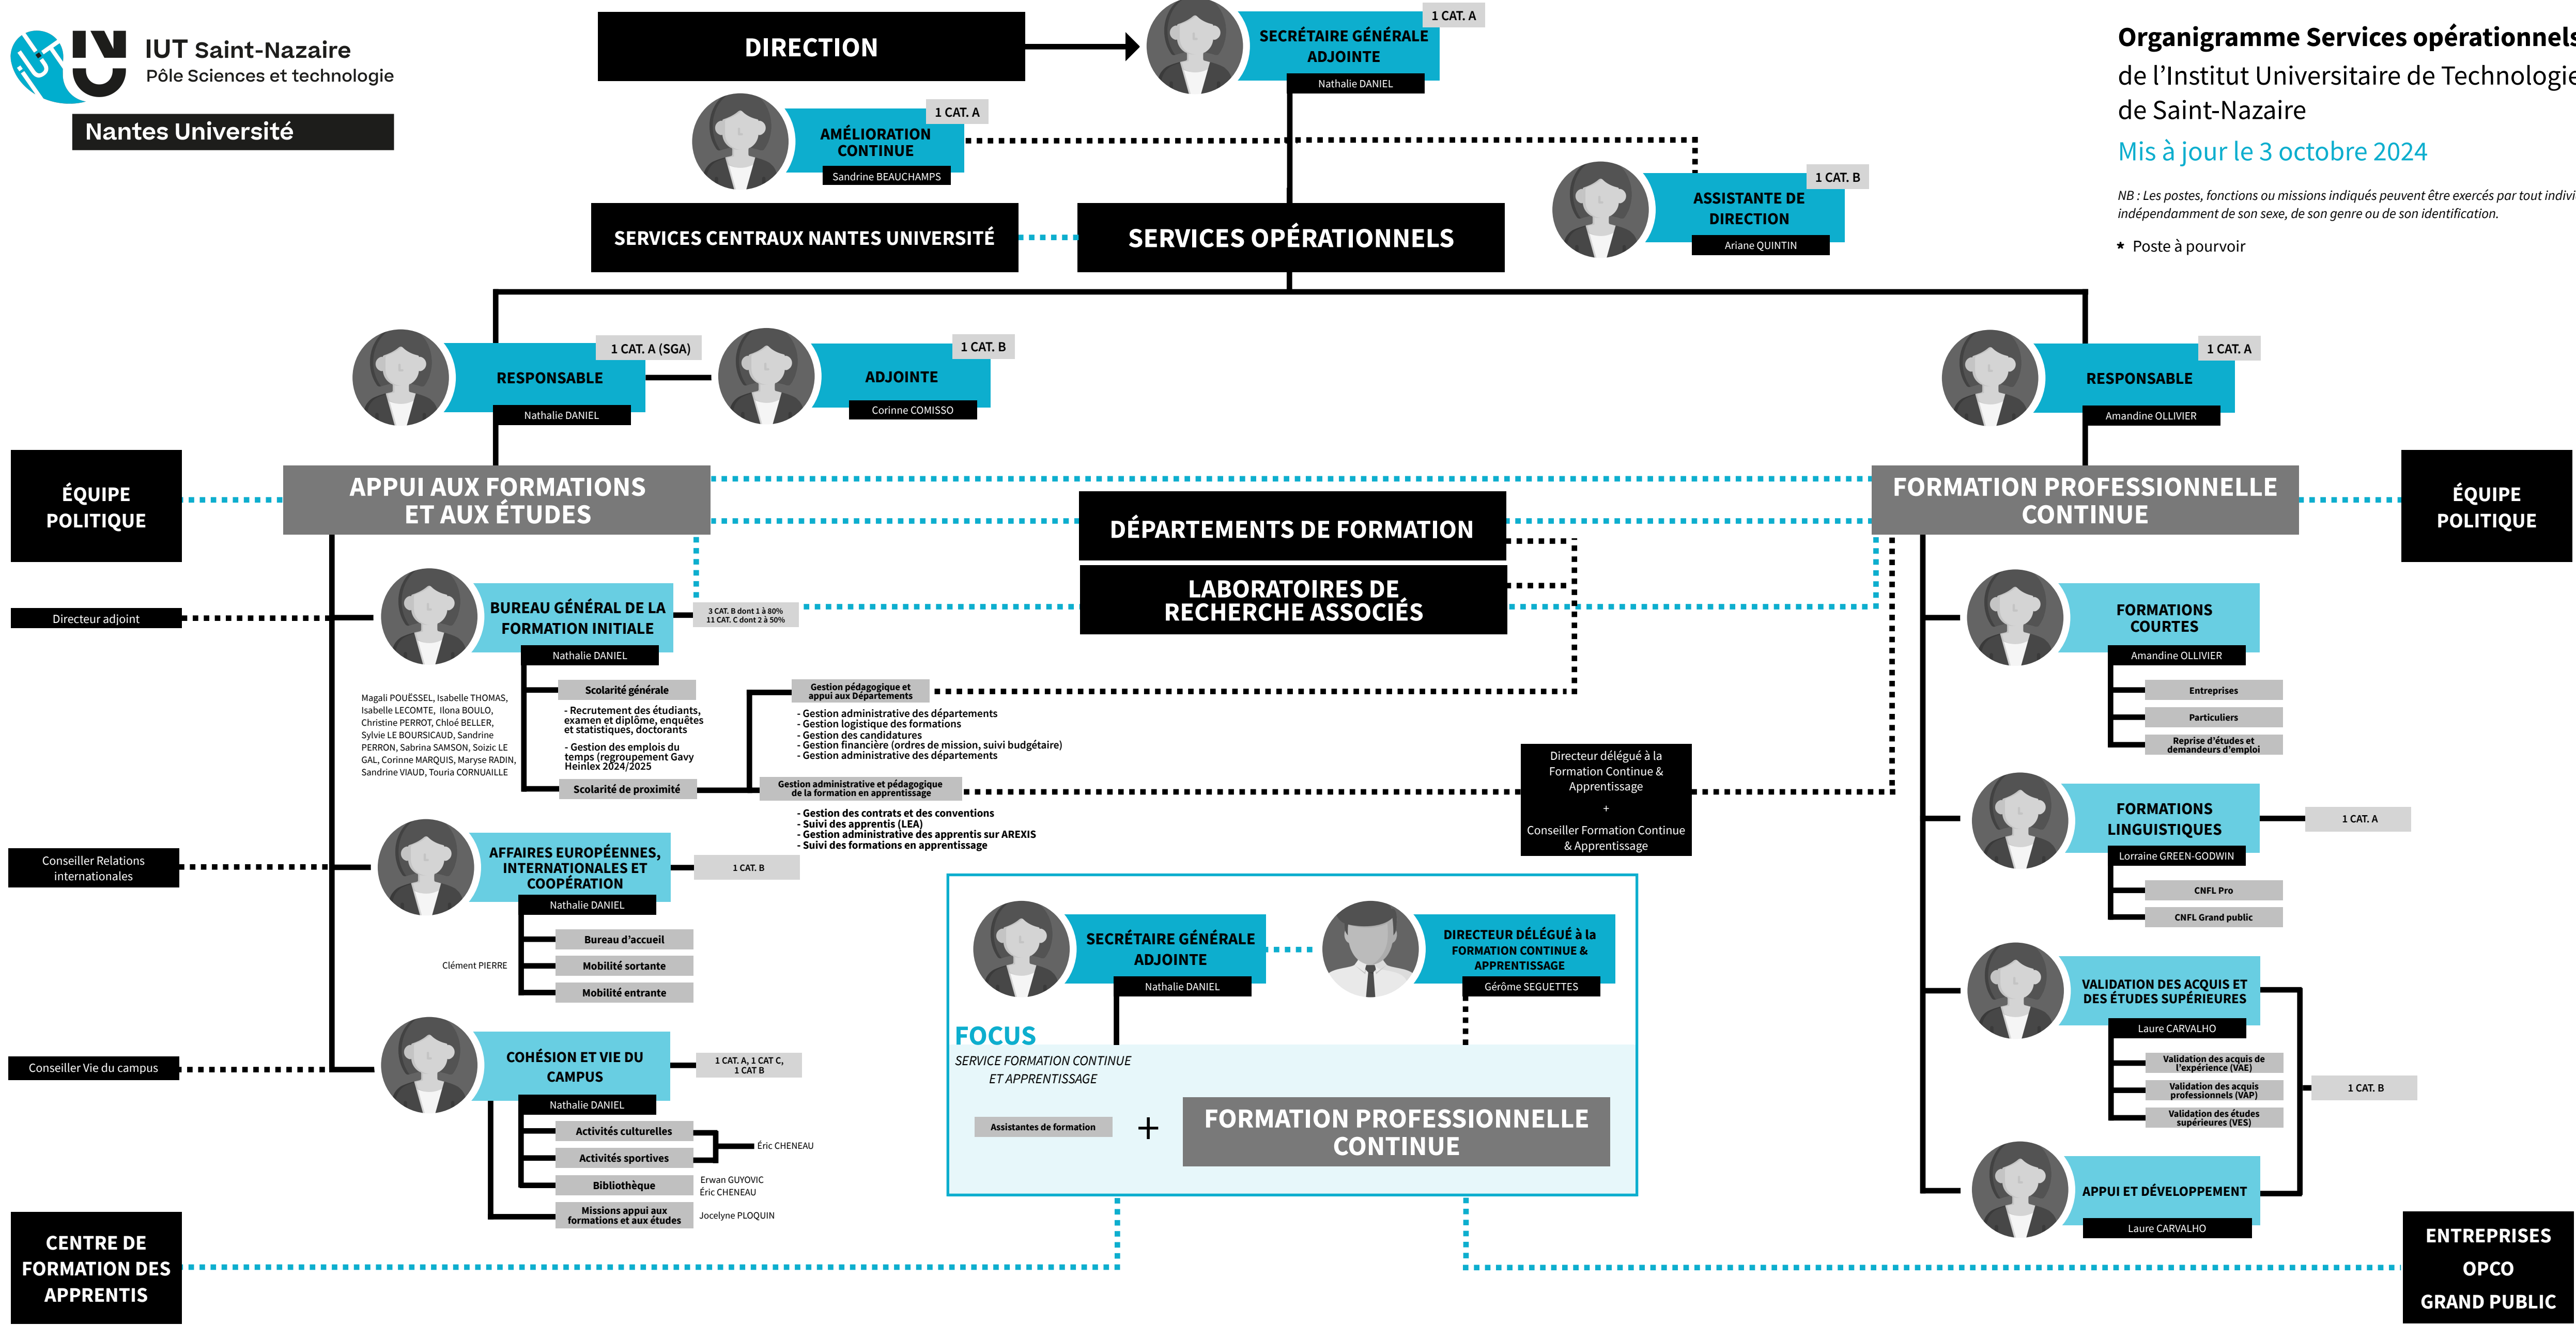 IUT Saint-Nazaire
Pôle Sciences et technologie
Nantes Université
DIRECTION
1 CAT. A
SECRÉTAIRE GÉNÉRALE
ADJOINTE
Nathalie DANIEL
Organigramme Services opérationnels
de l'Institut Universitaire de Technologie
de Saint-Nazaire
Mis à jour le 3 octobre 2024
NB : Les postes, fonctions ou missions indiqués peuvent être exercés par tout
indépendamment de son sexe, de son genre ou de son identification.
* Poste à pourvoir
1 CAT. A
AMÉLIORATION
CONTINUE
Sandrine BEAUCHAMPS
1 CAT. B
ASSISTANTE DE
DIRECTION
Ariane QUINTIN
SERVICES CENTRAUX NANTES UNIVERSITÉ
SERVICES OPÉRATIONNELS
1 CAT. A (SGA)
RESPONSABLE
Nathalie DANIEL
1 CAT. B
ADJOINTE
Corinne COMISSO
1 CAT. A
RESPONSABLE
Amandine OLLIVIER
ÉQUIPE
POLITIQUE
APPUI AUX FORMATIONS
ET AUX ÉTUDES
DÉPARTEMENTS DE FORMATION
LABORATOIRES DE
RECHERCHE ASSOCIÉS
FORMATION PROFESSIONNELLE
CONTINUE
ÉQUIPE
POLITIQUE
Directeur adjoint
BUREAU GÉNÉRAL DE LA
FORMATION INITIALE
Nathalie DANIEL
3 CAT. B dont 1 à 80%
11 CAT. C dont 2 à 50%
Magali POUËSSEL, Isabelle THOMAS,
Isabelle LECOMTE, Ilona BOULO,
Christine PERROT, Chloé BELLER,
Sylvie LE BOURSICAUD, Sandrine
PERRON, Sabrina SAMSON, Soizic LE
GAL, Corinne MARQUIS, Maryse RADIN,
Sandrine VIAUD, Touria CORNUAILLE
Scolarité générale
- Recrutement des étudiants,
examen et diplôme, enquêtes
et statistiques, doctorants
- Gestion des emplois du
temps (regroupement Gavy
Heinlex 2024/2025
Scolarité de proximité
Gestion pédagogique et
appui aux Départements
- Gestion administrative des départements
- Gestion logistique des formations
- Gestion des candidatures
- Gestion financière (ordres de mission, suivi budgétaire)
- Gestion administrative des départements
Gestion administrative et pédagogique
de la formation en apprentissage
- Gestion des contrats et des conventions
- Suivi des apprentis (LEA)
- Gestion administrative des apprentis sur AREXIS
- Suivi des formations en apprentissage
Directeur délégué à la
Formation Continue &
Apprentissage
+
Conseiller Formation Continue
& Apprentissage
Conseiller Relations
internationales
AFFAIRES EUROPÉENNES,
INTERNATIONALES ET
COOPÉRATION
Nathalie DANIEL
1 CAT. B
Bureau d'accueil
Clément PIERRE
Mobilité sortante
Mobilité entrante
Conseiller Vie du campus
COHÉSION ET VIE DU
CAMPUS
Nathalie DANIEL
1 CAT. A, 1 CAT C,
1 CAT B
Activités culturelles
Activités sportives
Éric CHENEAU
Bibliothèque
Erwan GUYOVIC
Éric CHENEAU
Missions appui aux
formations et aux études
Jocelyne PLOQUIN
SECRÉTAIRE GÉNÉRALE
ADJOINTE
Nathalie DANIEL
DIRECTEUR DÉLÉGUÉ à la
FORMATION CONTINUE &
APPRENTISSAGE
Gérôme SEGUETTES
FOCUS
SERVICE FORMATION CONTINUE
ET APPRENTISSAGE
Assistantes de formation
+
FORMATION PROFESSIONNELLE
CONTINUE
FORMATIONS
COURTES
Amandine OLLIVIER
Entreprises
Particuliers
Reprise d'études et
demandeurs d'emploi
FORMATIONS
LINGUISTIQUES
Lorraine GREEN-GODWIN
1 CAT. A
CNFL Pro
CNFL Grand public
VALIDATION DES ACQUIS ET
DES ÉTUDES SUPÉRIEURES
Laure CARVALHO
Validation des acquis de
l'expérience (VAE)
Validation des acquis
professionnels (VAP)
Validation des études
supérieures (VES)
1 CAT. B
APPUI ET DÉVELOPPEMENT
Laure CARVALHO
CENTRE DE
FORMATION DES
APPRENTIS
ENTREPRISES
OPCO
GRAND PUBLIC